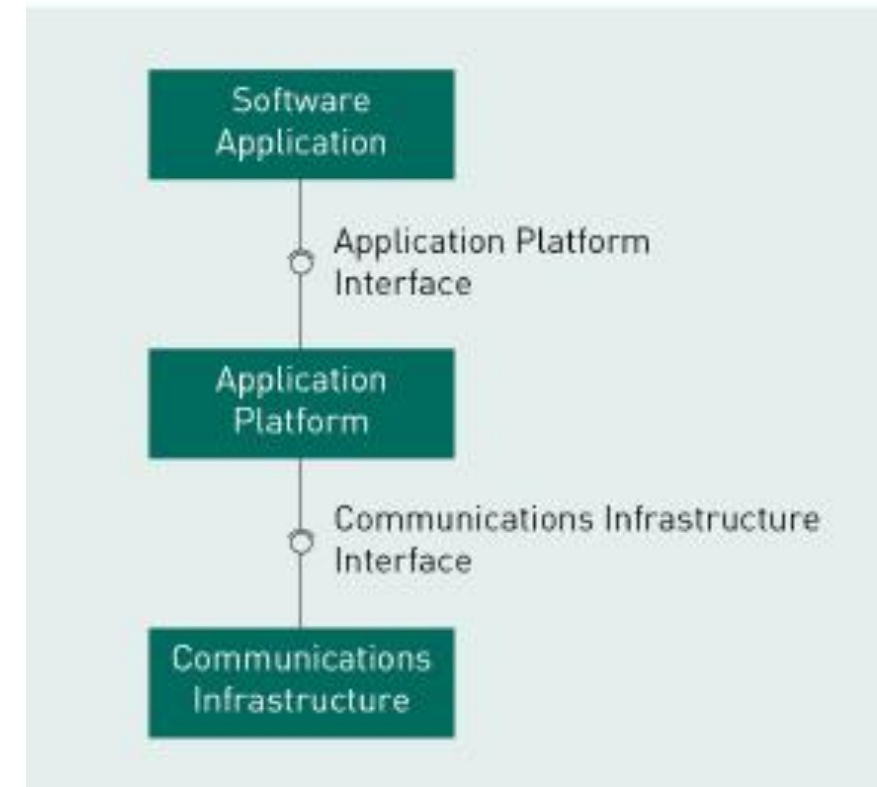 Software
Application
Application Platform
Interface
Application
Platform
Communications Infrastructure
Interface
Communications
Infrastructure